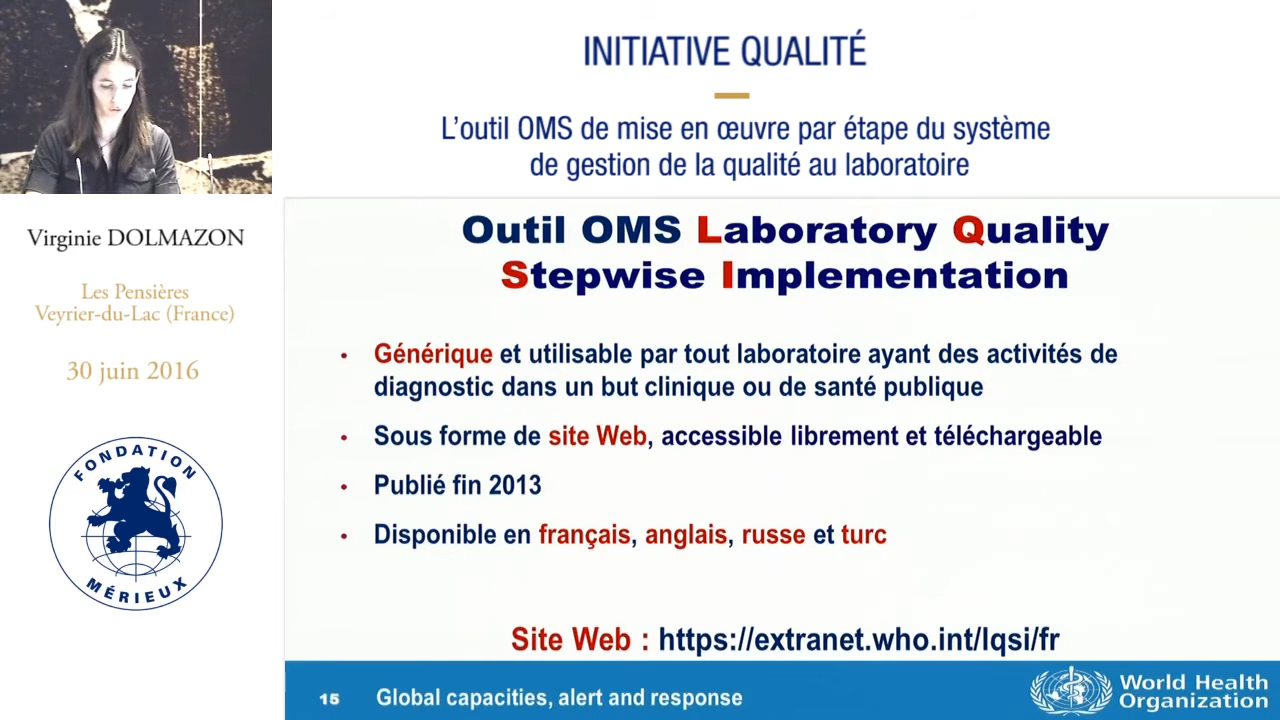 INITIATIVE QUALITÉ
L'outil OMS de mise en œuvre par étape du système
de gestion de la qualité au laboratoire
Virginie DOLMAZON
Les Pensières
Veyrier-du-Lac (France)
30 juin 2016
FONDATION
MÉRIEUX
Outil OMS Laboratory Quality
Stepwise Implementation
• Générique et utilisable par tout laboratoire ayant des activités de
diagnostic dans un but clinique ou de santé publique
• Sous forme de site Web, accessible librement et téléchargeable
• Publié fin 2013
• Disponible en français, anglais, russe et turc
Site Web : https://extranet.who.int/lqsi/fr
15 Global capacities, alert and response
World Health
Organization